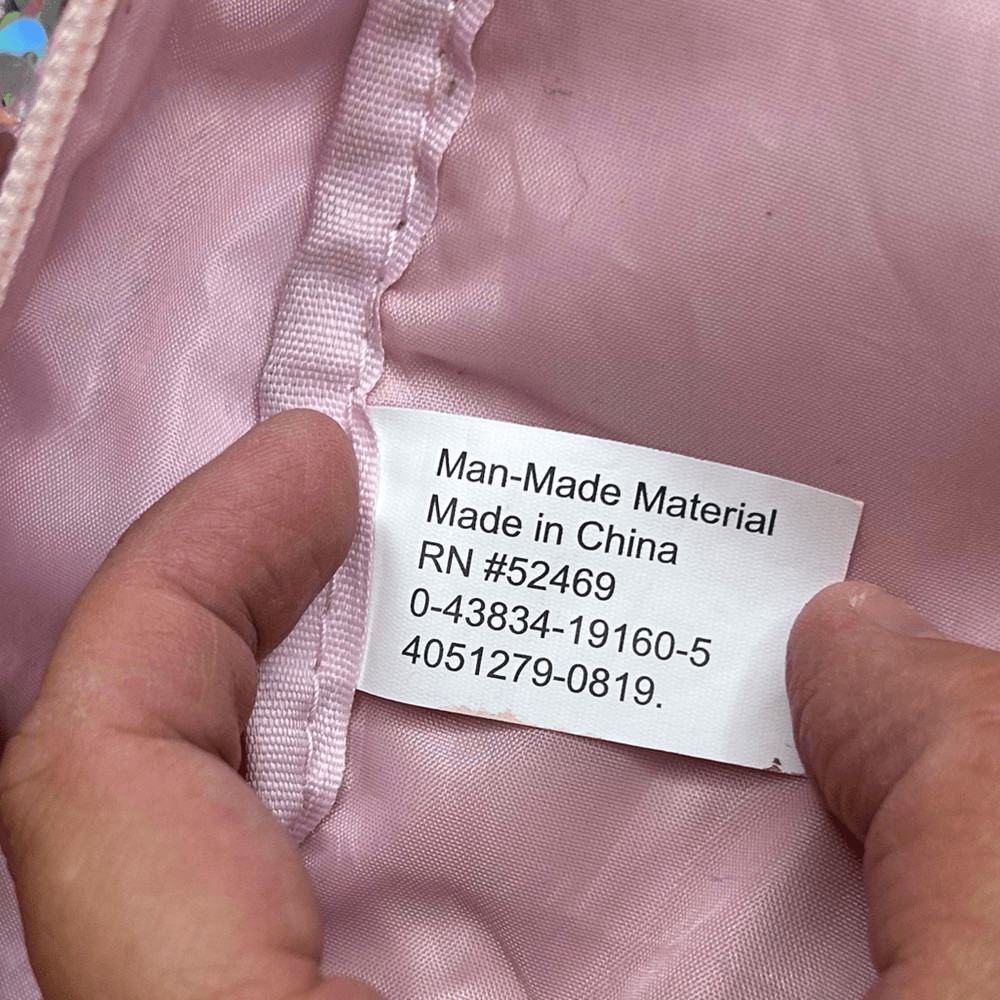 Man-Made Material
Made in China
RN #52469
0-43834-19160-5
4051279-0819.